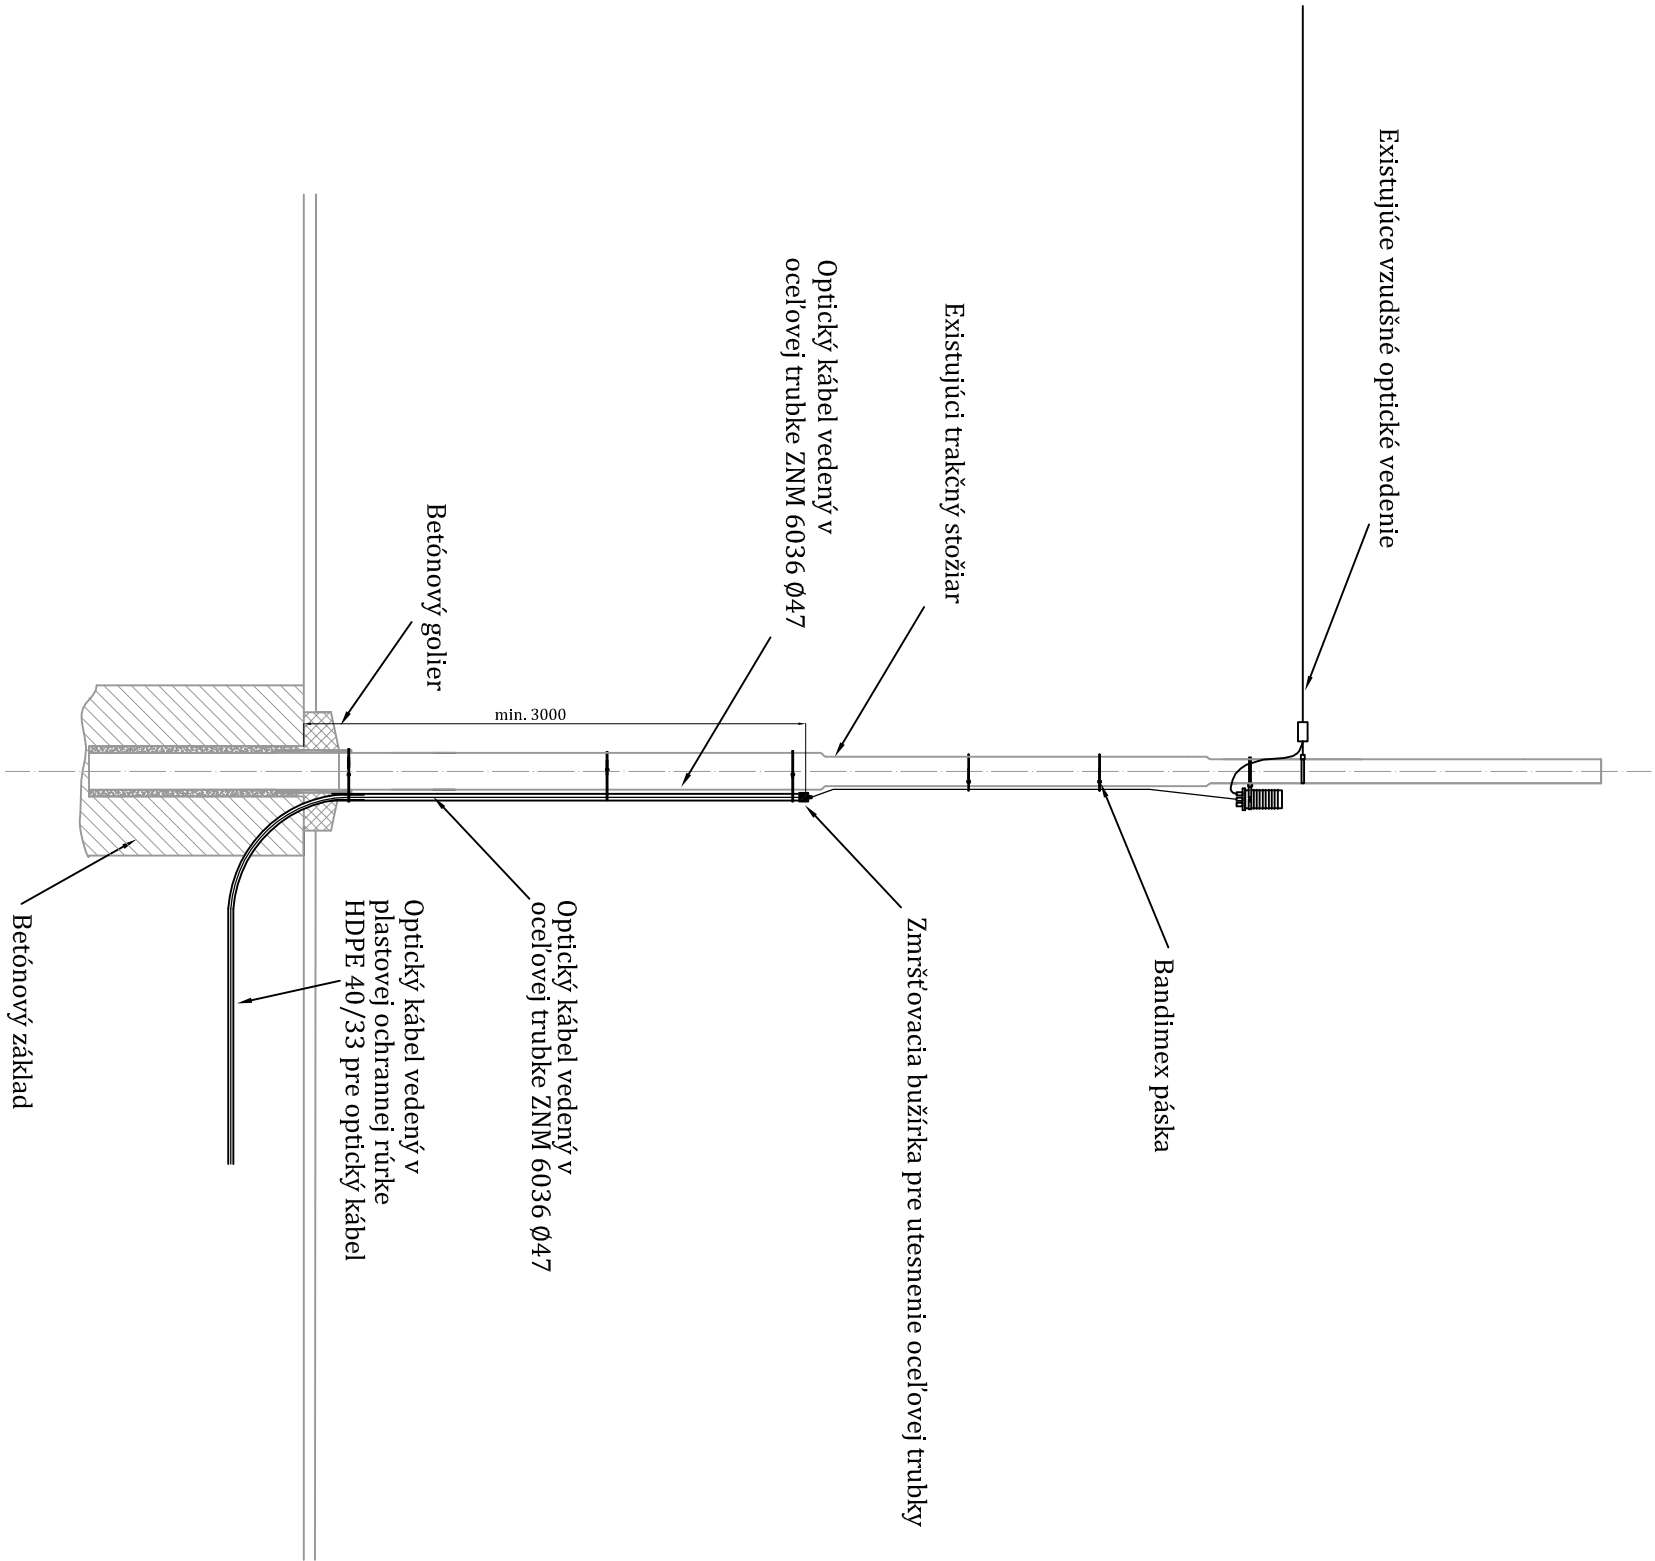 Existujúce vzudšné optické vedenie
Existujúci trakčný stožiar
Optický kábel vedený v
oceľovej trubke ZNM 6036 Ø47
Betónový golier
min. 3000
Bandimex páska
Zmršťovacia bužírka pre utesnenie oceľovej trubky
Optický kábel vedený v
oceľovej trubke ZNM 6036 Ø47
Optický kábel vedený v
plastovej ochrannej rúrke
HDPE 40/33 pre optický kábel
Betónový základ